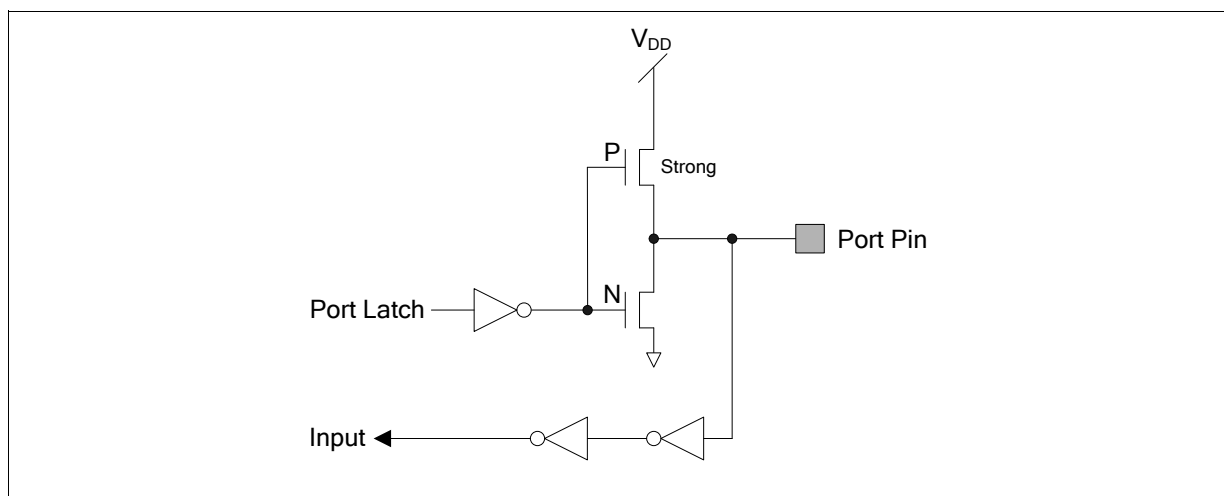 VDD
P
Strong
Port Pin
N
Port Latch
Input